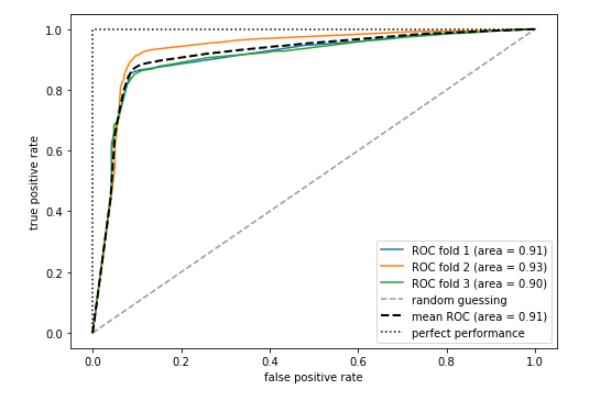 1.0
0.8
0.6
0.4
0.2
0.0
true positive rate
ROC fold 1 (area = 0.91)
ROC fold 2 (area = 0.93)
ROC fold 3 (area = 0.90)
random guessing
mean ROC (area = 0.91)
perfect performance
0.0 0.2 0.4 0.6 0.8 1.0
false positive rate